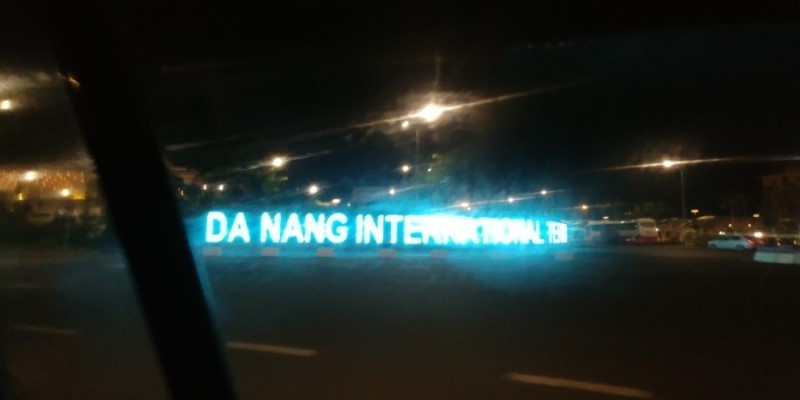 DA NANG INTERNATIONAL